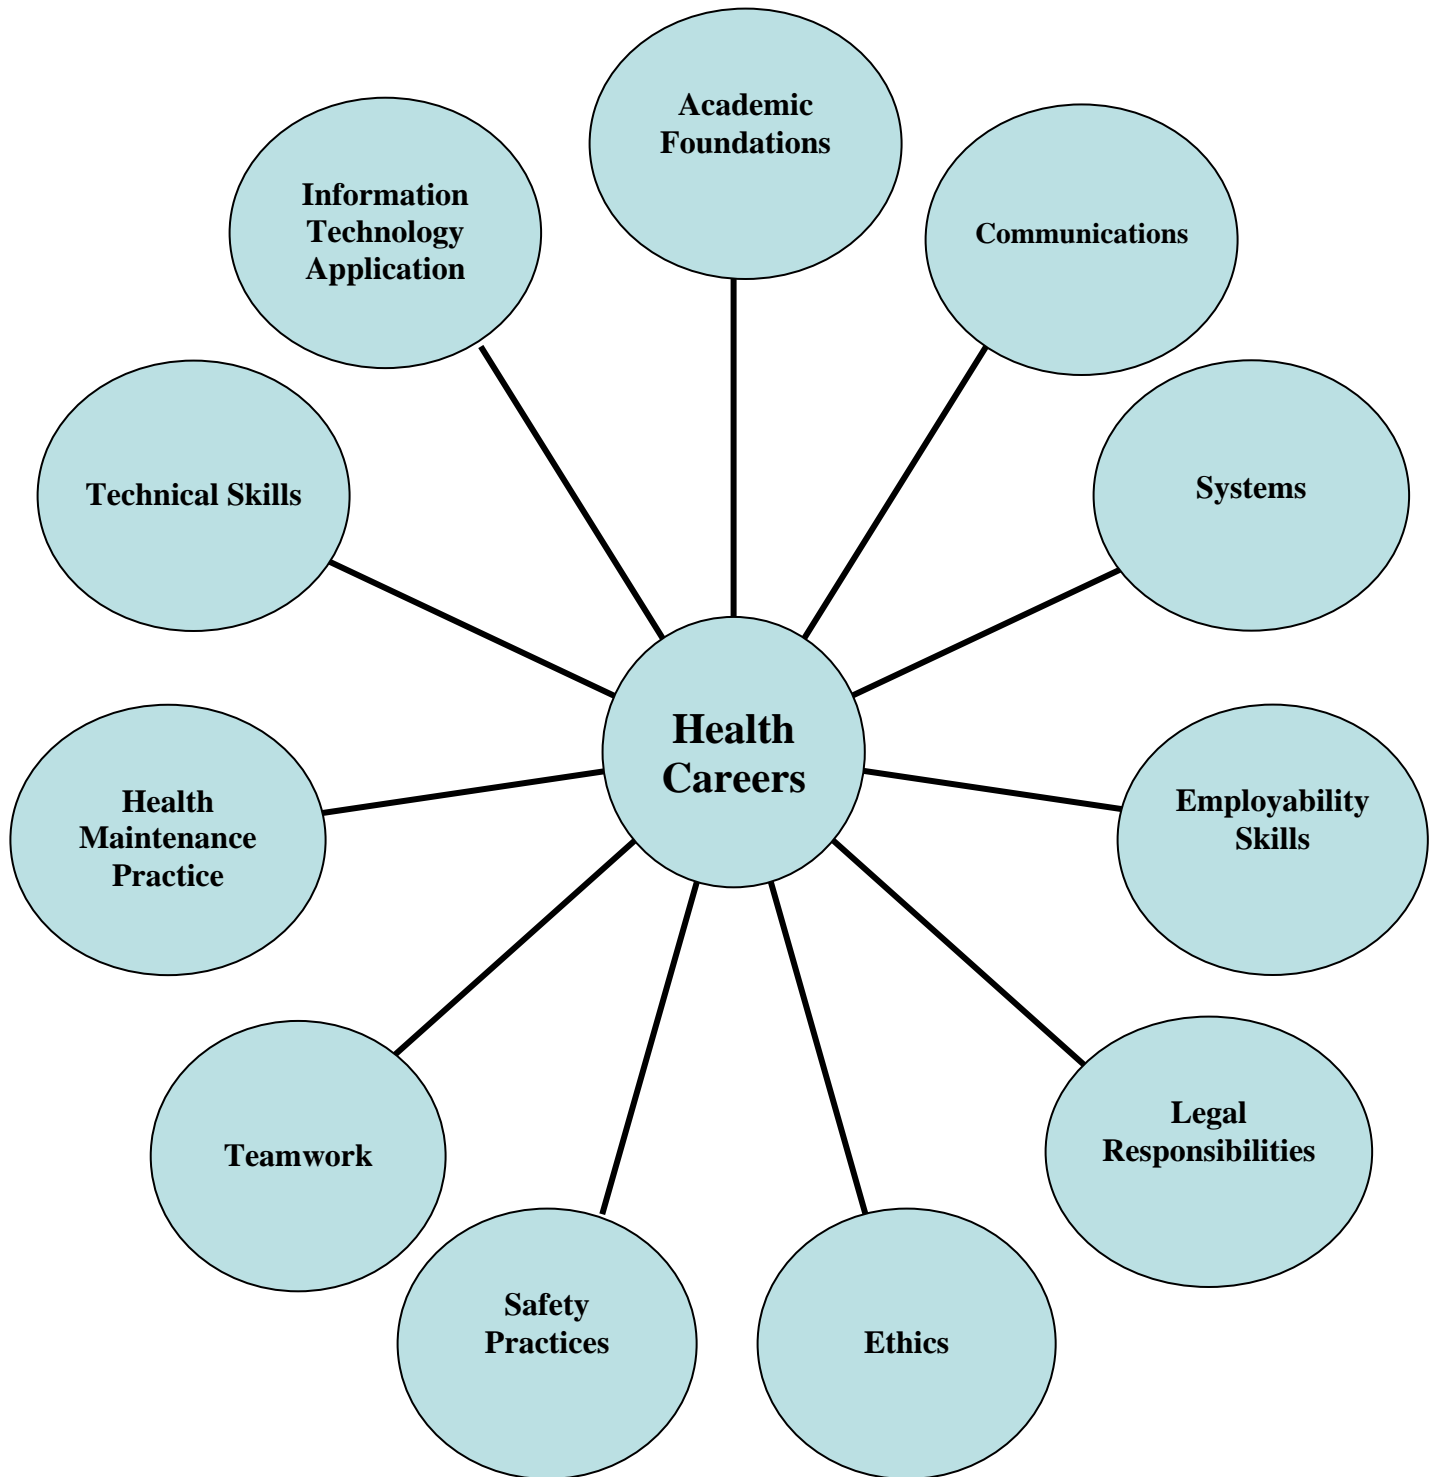 Academic
Foundations
Information
Technology
Application
Communications
Technical Skills
Systems
Health
Careers
Health
Maintenance
Practice
Employability
Skills
Legal
Responsibilities
Teamwork
Safety
Practices
Ethics